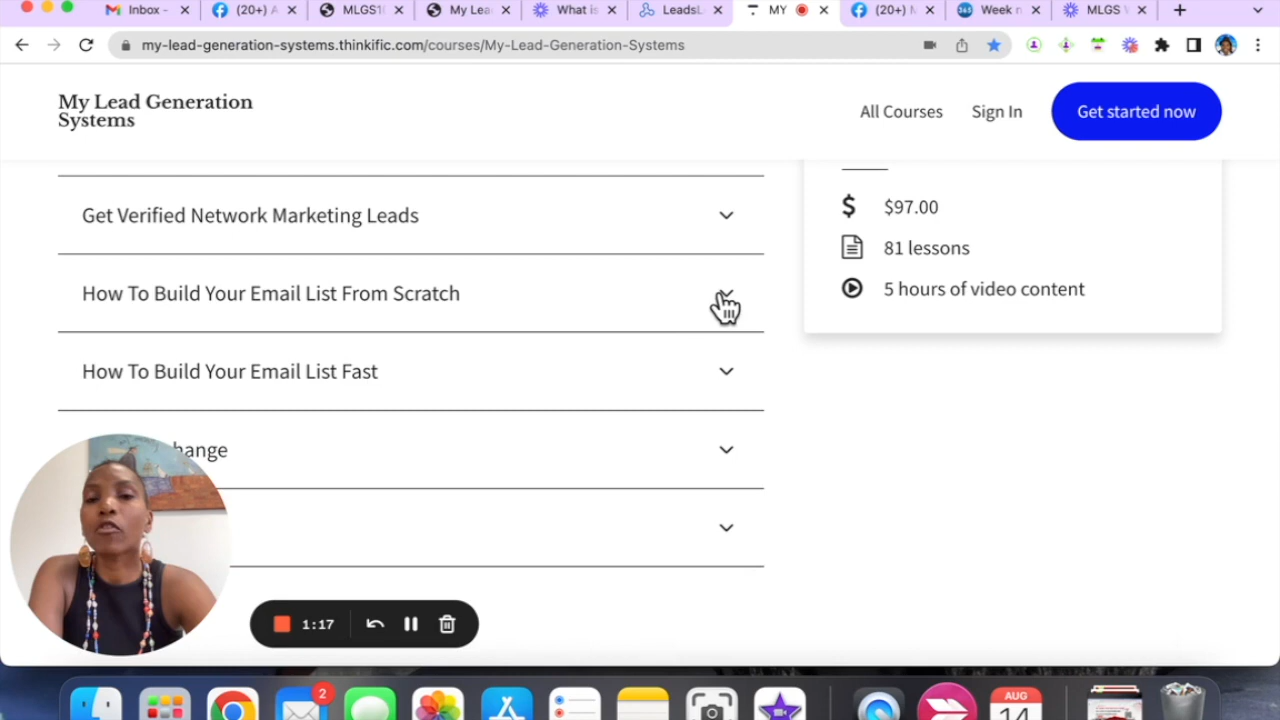 Inbox -
(20+) A
MLGS1
My Lea
What is
LeadsL
MY
(20+) M
365
Week n
MLGS W
my-lead-generation-systems.thinkific.com/courses/My-Lead-Generation-Systems
My Lead Generation
Systems
All Courses
Sign In
Get started now
Get Verified Network Marketing Leads
How To Build Your Email List From Scratch
How To Build Your Email List Fast
hange
$ $97.00
81 lessons
5 hours of video content
1:17
2
AUG
14